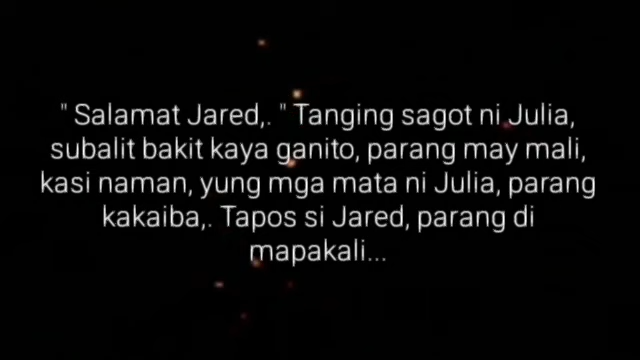 " Salamat Jared,. " Tanging sagot ni Julia,
subalit bakit kaya ganito, parang may mali,
kasi naman, yung mga mata ni Julia, parang
kakaiba,. Tapos si Jared, parang di
mapakali...